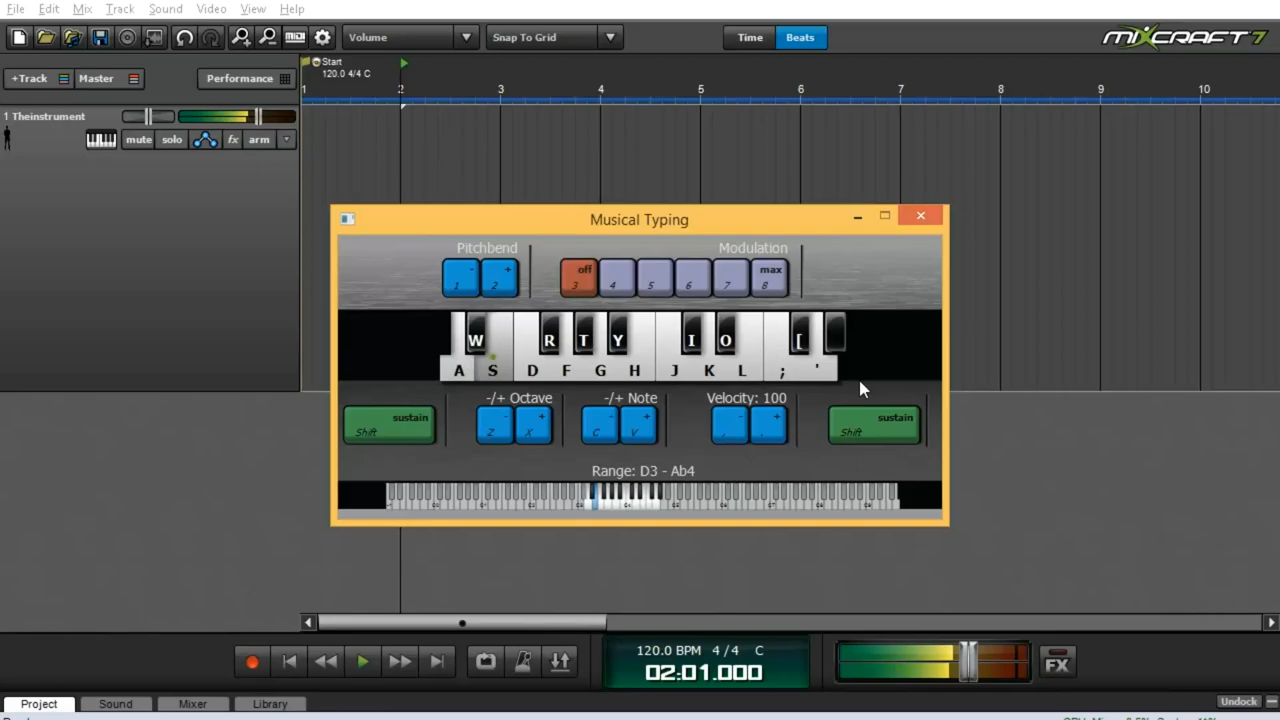 File Edit Mix Track Sound Video View Help
Volume Snap To Grid Time Beats MIXCRAFT 7
+Track Master Performance
Start
120.0 4/4 C
1 2 3 4 5 6 7 8 9 10
1 Theinstrument
mute solo fx arm
Musical Typing
Pitchbend Modulation
- + off max
1 2 3 4 5 6 7 8
W R T Y I O [
A S D F G H J K L ; '
-/+ Octave -/+ Note Velocity: 100
sustain - + - + - + sustain
Shift Z X C V , . Shift
Range: D3 - Ab4
120.0 BPM 4/4 C
02:01.000
FX
Project Sound Mixer Library Undock